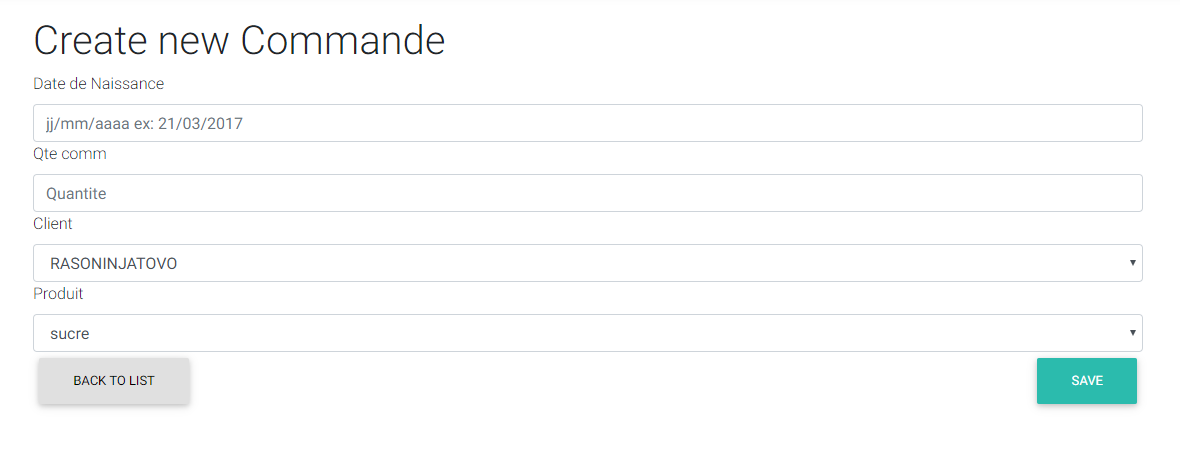 Create new Commande
Date de Naissance
jj/mm/aaaa ex: 21/03/2017
Qte comm
Quantite
Client
RASONINJATOVO
Produit
sucre
BACK TO LIST
SAVE